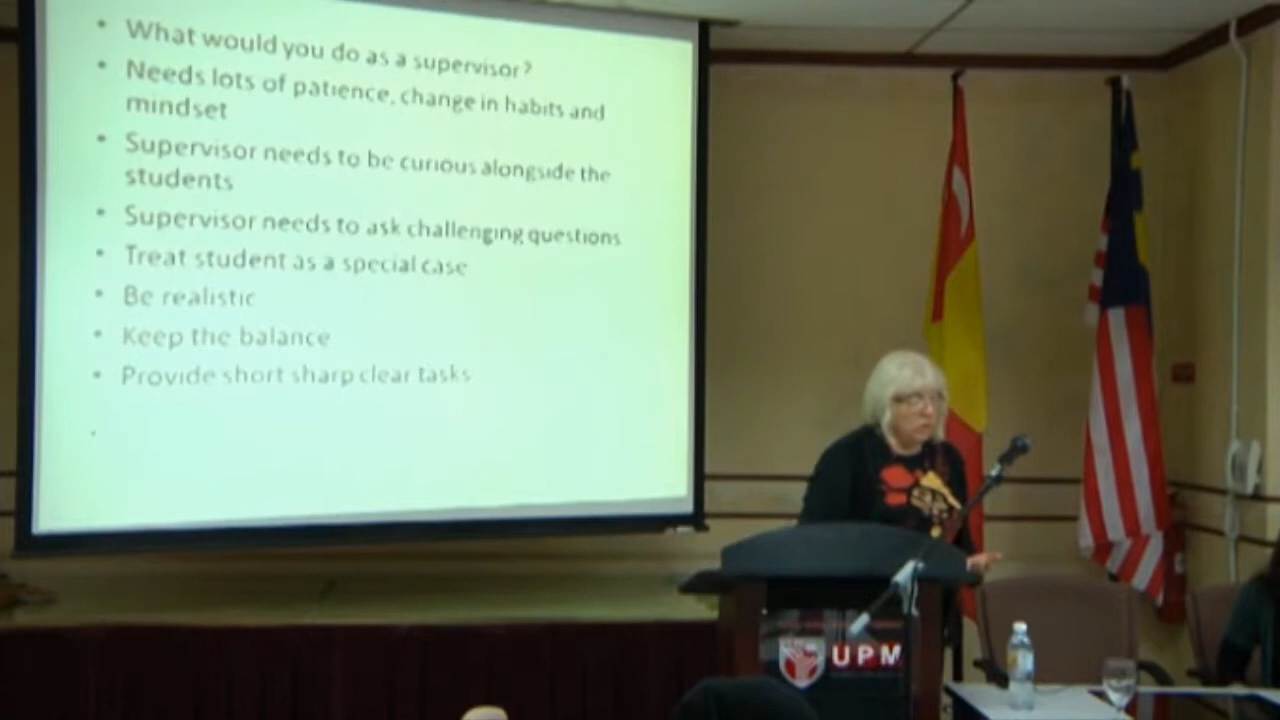 • What would you do as a supervisor?
• Needs lots of patience, change in habits and
mindset
• Supervisor needs to be curious alongside the
students
• Supervisor needs to ask challenging questions
• Treat student as a special case
• Be realistic
• Keep the balance
• Provide short sharp clear tasks
•
UPM